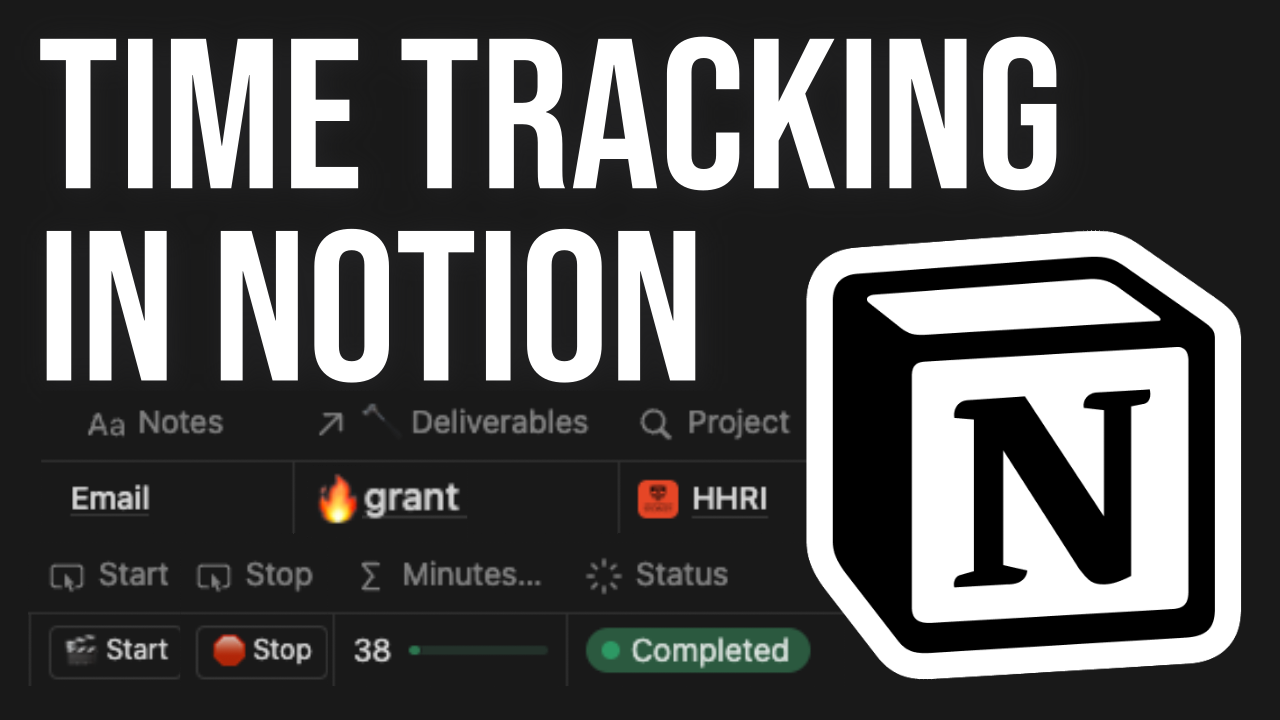 TIME TRACKING
IN NOTION
Aa Notes Deliverables Project
Email grant HHRI
Start Stop Σ Minutes... Status
Start Stop 38 Completed
N